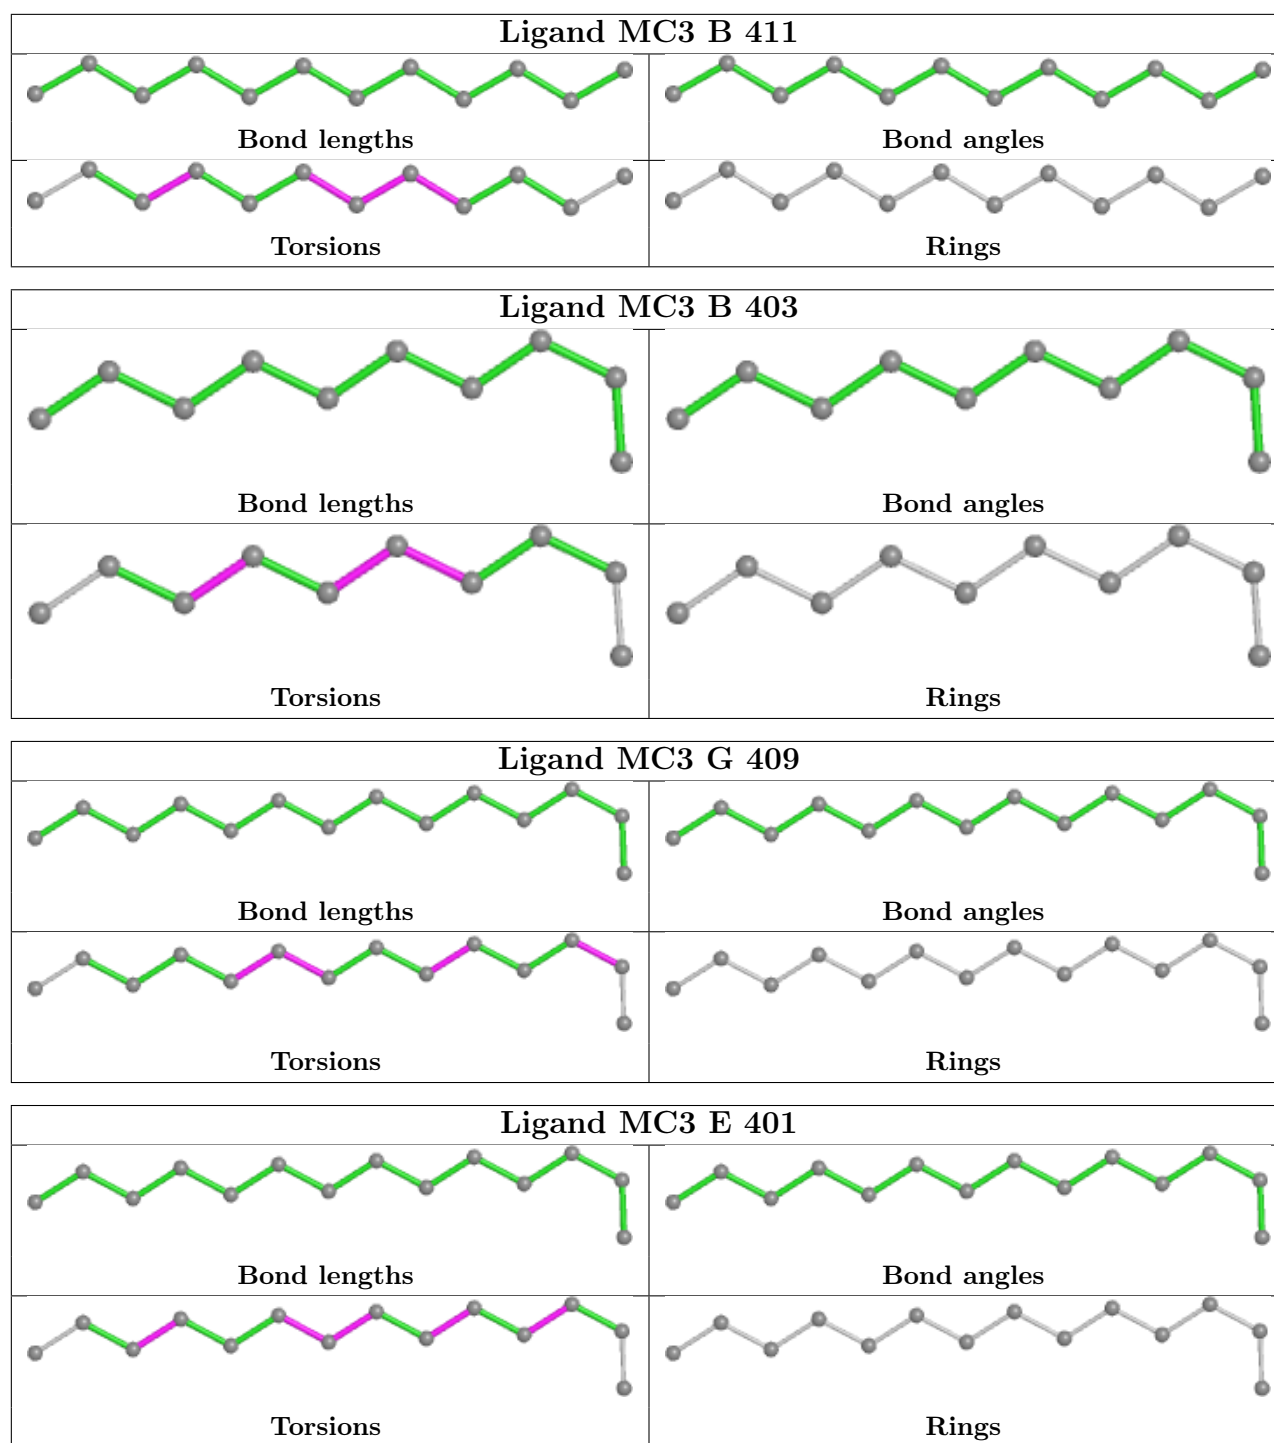 Ligand MC3 B 411
Bond lengths
Bond angles
Torsions
Rings
Ligand MC3 B 403
Bond lengths
Bond angles
Torsions
Rings
Ligand MC3 G 409
Bond lengths
Bond angles
Torsions
Rings
Ligand MC3 E 401
Bond lengths
Bond angles
Torsions
Rings